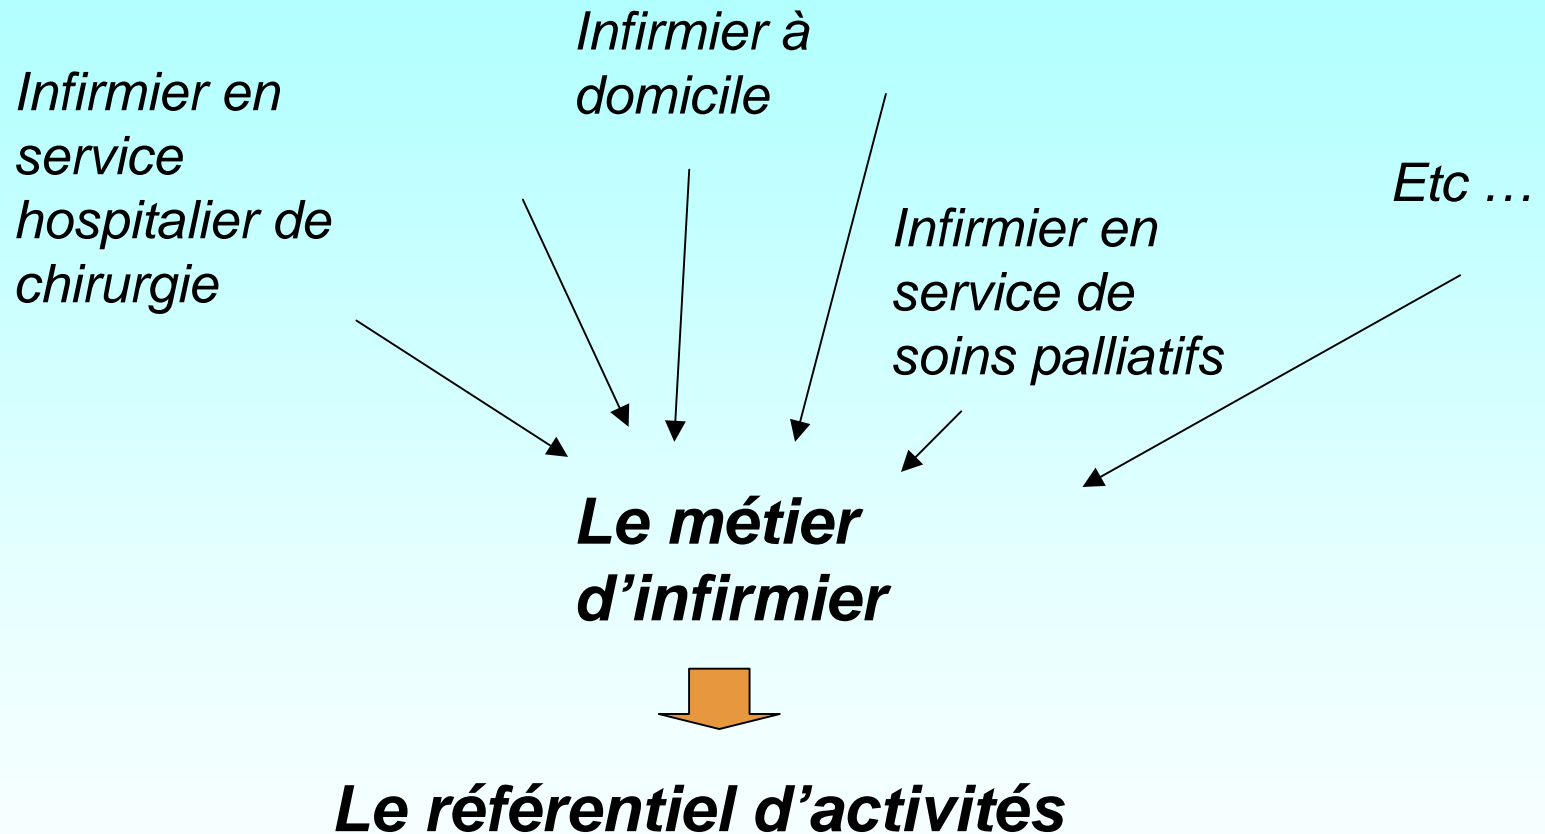 Infirmier en
service
hospitalier de
chirurgie
Infirmier à
domicile
Infirmier en
service de
soins palliatifs
Etc …
Le métier
d’infirmier
Le référentiel d’activités